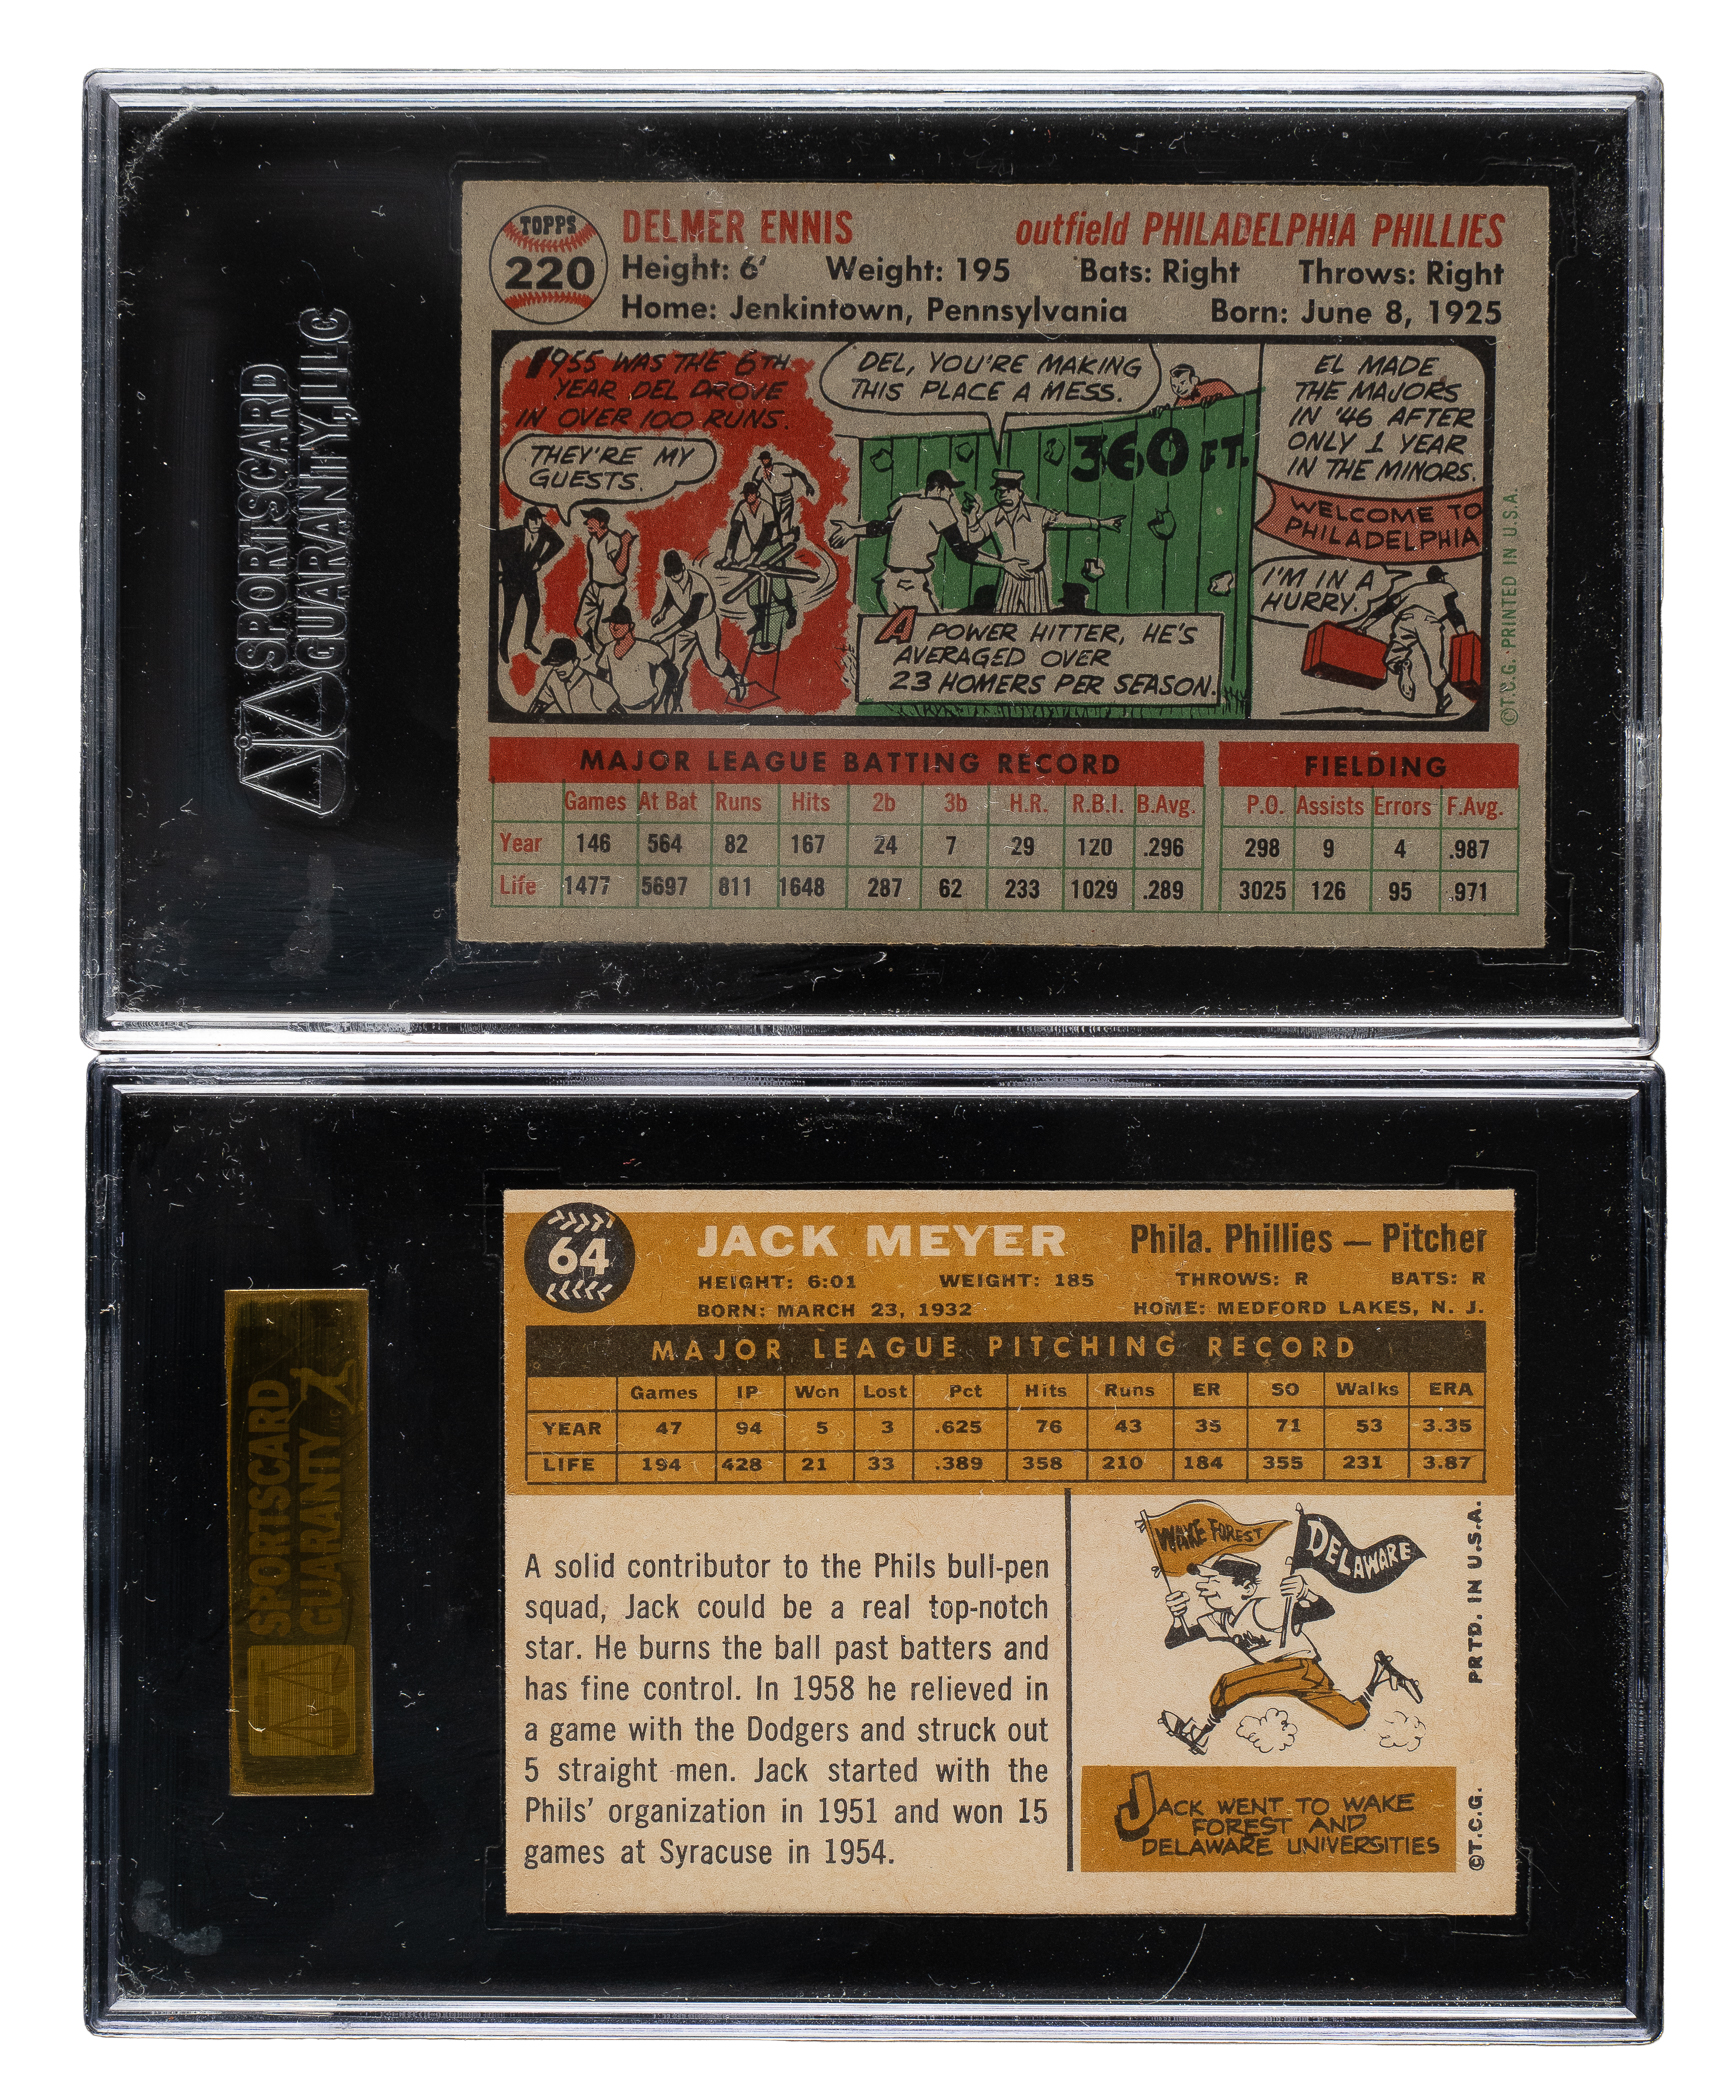 SPORTSCARD
GUARANTY, LLC
TOPPS
220
DELMER ENNIS outfield PHILADELPHIA PHILLIES
Height: 6' Weight: 195 Bats: Right Throws: Right
Home: Jenkintown, Pennsylvania Born: June 8, 1925
1955 WAS THE 6TH
YEAR DEL DROVE
IN OVER 100 RUNS.
THEY'RE MY
GUESTS.
DEL, YOU'RE MAKING
THIS PLACE A MESS.
360 FT.
A POWER HITTER, HE'S
AVERAGED OVER
23 HOMERS PER SEASON.
EL MADE
THE MAJORS
IN '46 AFTER
ONLY 1 YEAR
IN THE MINORS.
WELCOME TO
PHILADELPHIA
I'M IN A
HURRY.
©T.C.G. PRINTED IN U.S.A.
MAJOR LEAGUE BATTING RECORD FIELDING
Games At Bat Runs Hits 2b 3b H.R. R.B.I. B.Avg. P.O. Assists Errors F.Avg.
Year 146 564 82 167 24 7 29 120 .296 298 9 4 .987
Life 1477 5697 811 1648 287 62 233 1029 .289 3025 126 95 .971
SPORTSCARD
GUARANTY LLC
64
JACK MEYER Phila. Phillies — Pitcher
HEIGHT: 6:01 WEIGHT: 185 THROWS: R BATS: R
BORN: MARCH 23, 1932 HOME: MEDFORD LAKES, N. J.
MAJOR LEAGUE PITCHING RECORD
Games IP Won Lost Pct Hits Runs ER SO Walks ERA
YEAR 47 94 5 3 .625 76 43 35 71 53 3.35
LIFE 194 428 21 33 .389 358 210 184 355 231 3.87
A solid contributor to the Phils bull-pen
squad, Jack could be a real top-notch
star. He burns the ball past batters and
has fine control. In 1958 he relieved in
a game with the Dodgers and struck out
5 straight men. Jack started with the
Phils' organization in 1951 and won 15
games at Syracuse in 1954.
WAKE FOREST
DELAWARE
JACK WENT TO WAKE
FOREST AND
DELAWARE UNIVERSITIES
©T.C.G. PRTD. IN U.S.A.